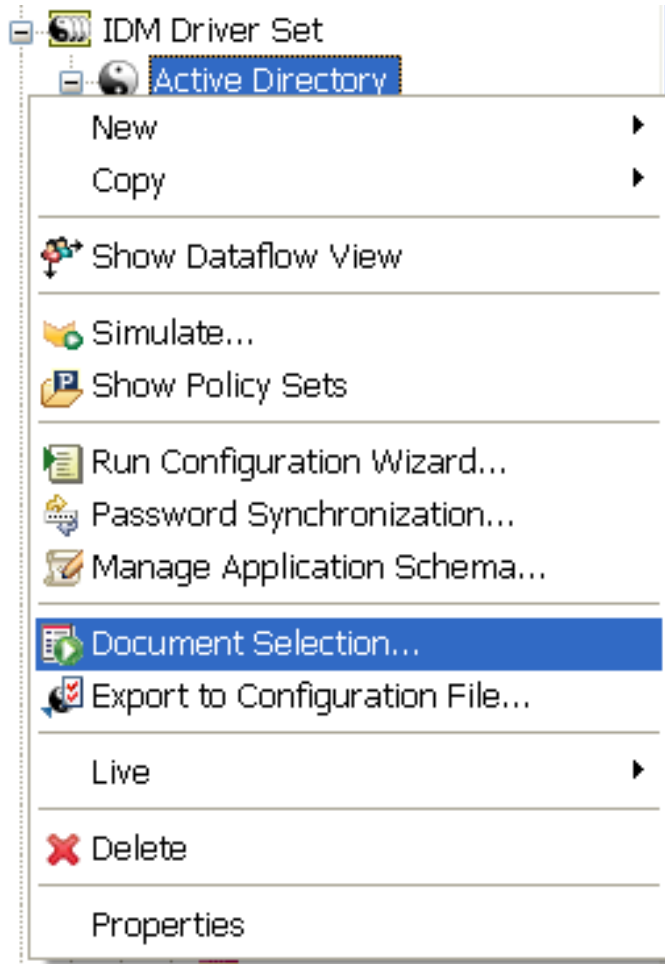 IDM Driver Set
Active Directory
New
Copy
Show Dataflow View
Simulate...
Show Policy Sets
Run Configuration Wizard...
Password Synchronization...
Manage Application Schema...
Document Selection...
Export to Configuration File...
Live
Delete
Properties